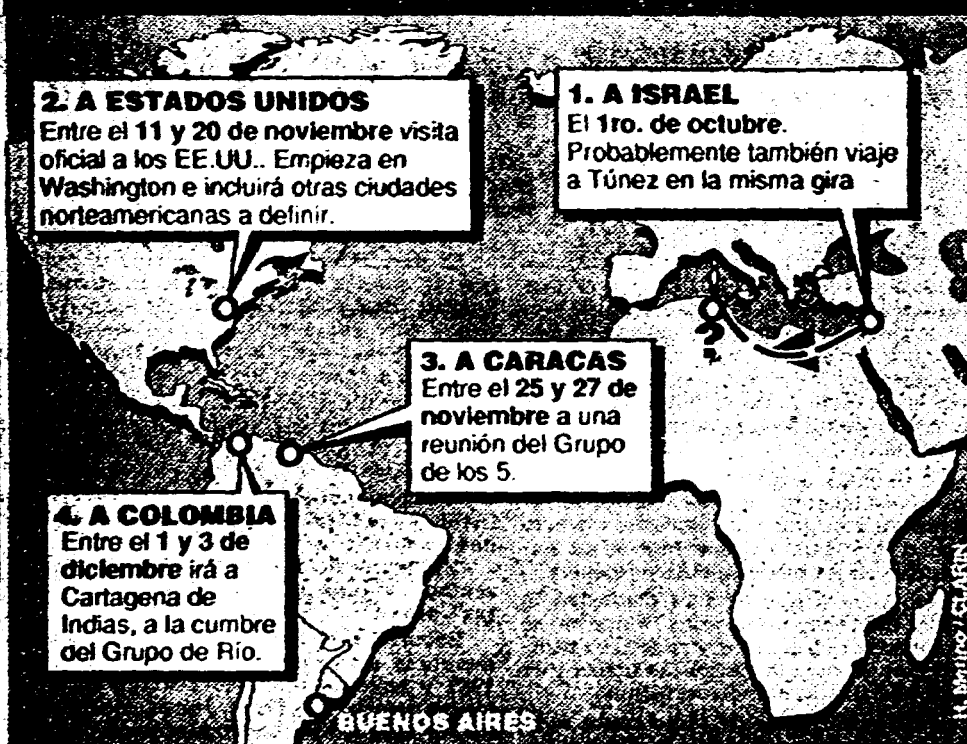 2. A ESTADOS UNIDOS
Entre el 11 y 20 de noviembre visita
oficial a los EE.UU.. Empieza en
Washington e incluirá otras ciudades
norteamericanas a definir.
1. A ISRAEL
El 1ro. de octubre.
Probablemente también viaje
a Túnez en la misma gira
?
3. A CARACAS
Entre el 25 y 27 de
noviembre a una
reunión del Grupo
de los 5.
4. A COLOMBIA
Entre el 1 y 3 de
diciembre irá a
Cartagena de
Indias, a la cumbre
del Grupo de Río.
BUENOS AIRES
H. / CLARIN